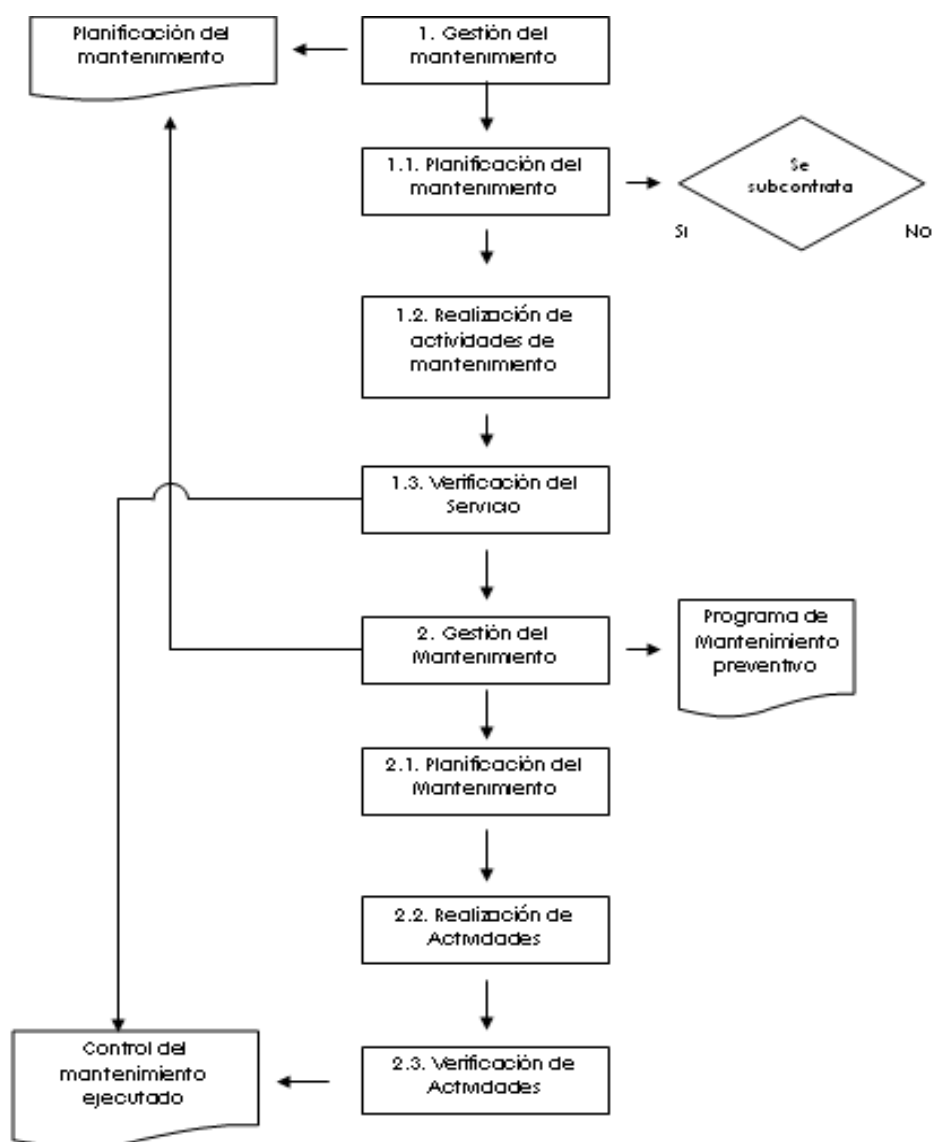 Planificación del
mantenimiento
1. Gestión del
mantenimiento
1.1. Planificación del
mantenimiento
Se
subcontrata
Si
No
1.2. Realización de
actividades de
mantenimiento
1.3. Verificación del
Servicio
2. Gestión del
Mantenimiento
Programa de
Mantenimiento
preventivo
2.1. Planificación del
Mantenimiento
2.2. Realización de
Actividades
Control del
mantenimiento
ejecutado
2.3. Verificación de
Actividades